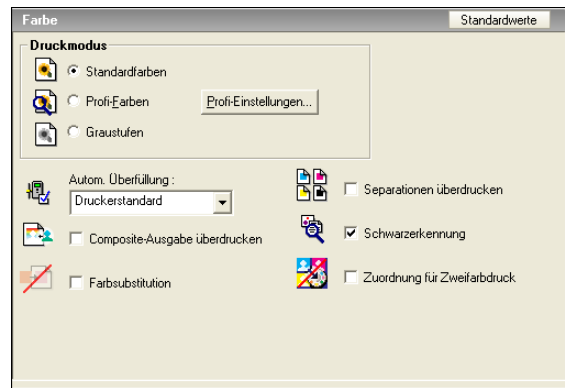 Farbe
Standardwerte
Druckmodus
Standardfarben
Profi-Farben
Profi-Einstellungen...
Graustufen
Autom. Überfüllung :
Druckerstandard
Separationen überdrucken
Composite-Ausgabe überdrucken
Schwarzerkennung
Farbsubstitution
Zuordnung für Zweifarbdruck